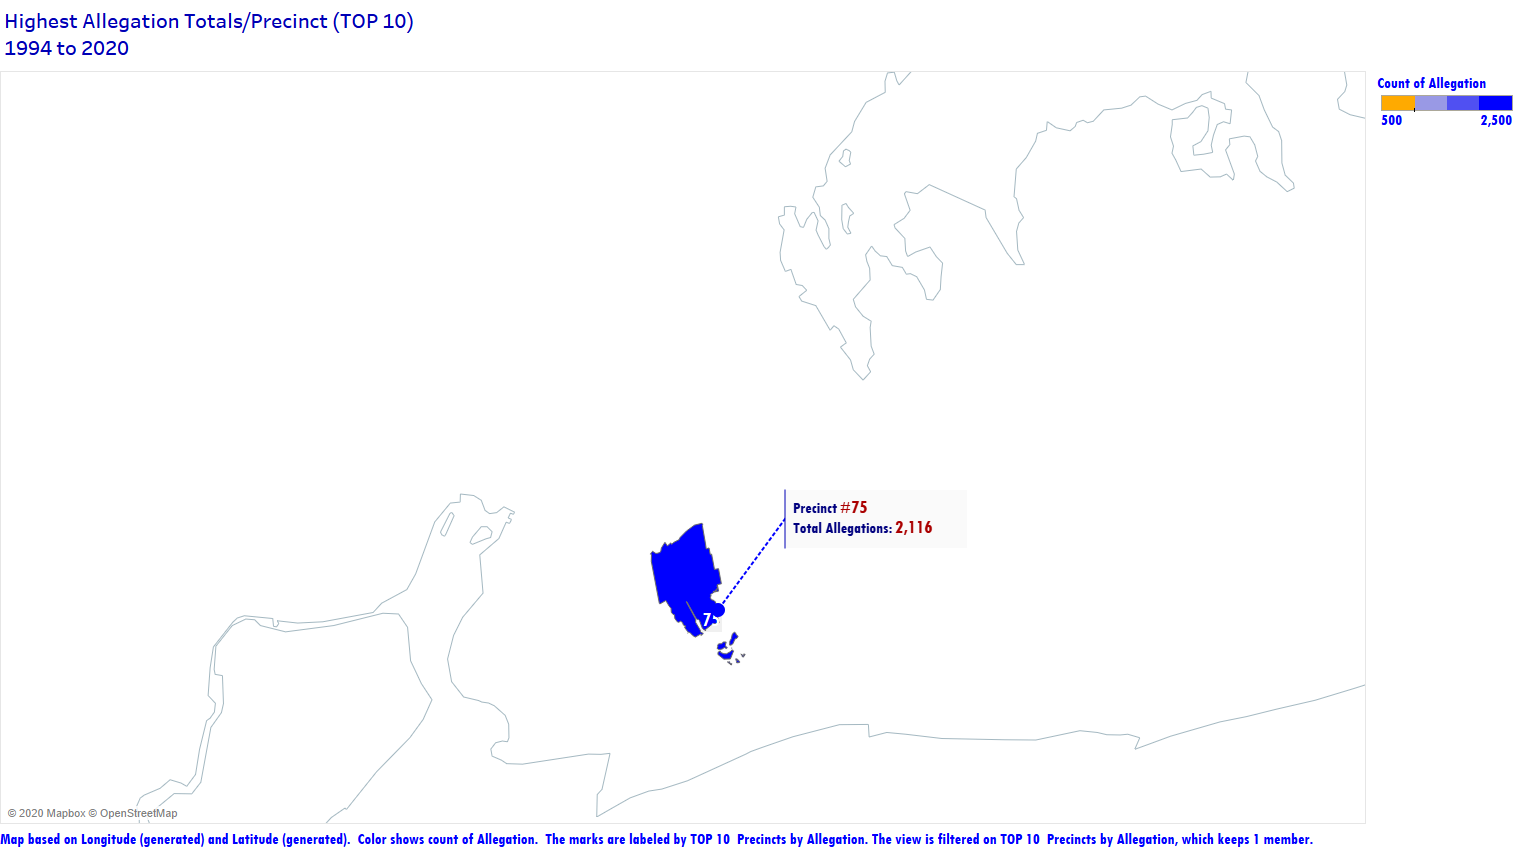 Highest Allegation Totals/Precinct (TOP 10)
1994 to 2020
Count of Allegation
500 2,500
Precinct #75
Total Allegations: 2,116
7
© 2020 Mapbox © OpenStreetMap
Map based on Longitude (generated) and Latitude (generated). Color shows count of Allegation. The marks are labeled by TOP 10 Precincts by Allegation. The view is filtered on TOP 10 Precincts by Allegation, which keeps 1 member.